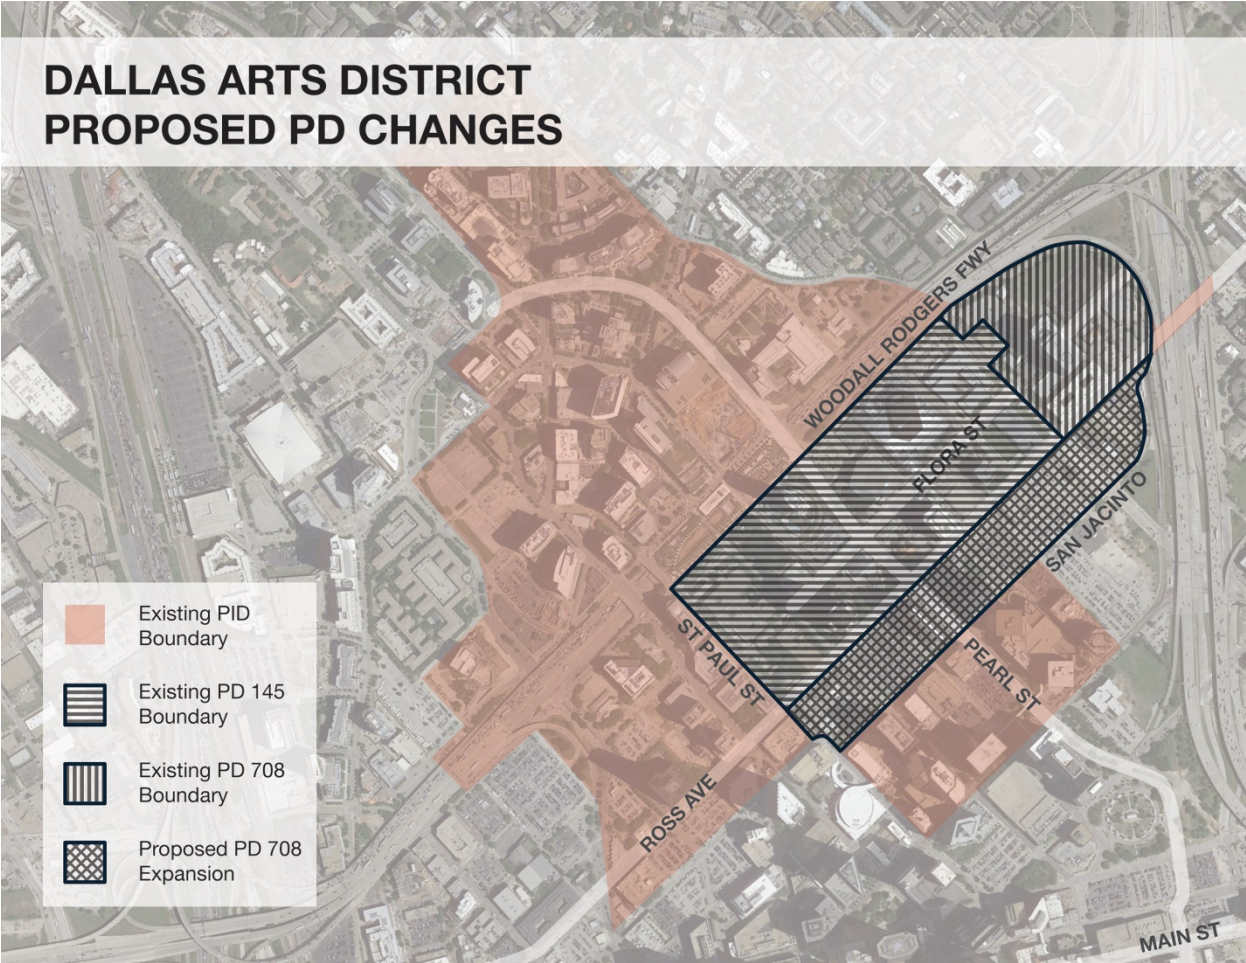 DALLAS ARTS DISTRICT
PROPOSED PD CHANGES
WOODALL RODGERS FWY
FLORA ST
SAN JACINTO
ST PAUL ST
PEARL ST
ROSS AVE
MAIN ST
Existing PID
Boundary
Existing PD 145
Boundary
Existing PD 708
Boundary
Proposed PD 708
Expansion